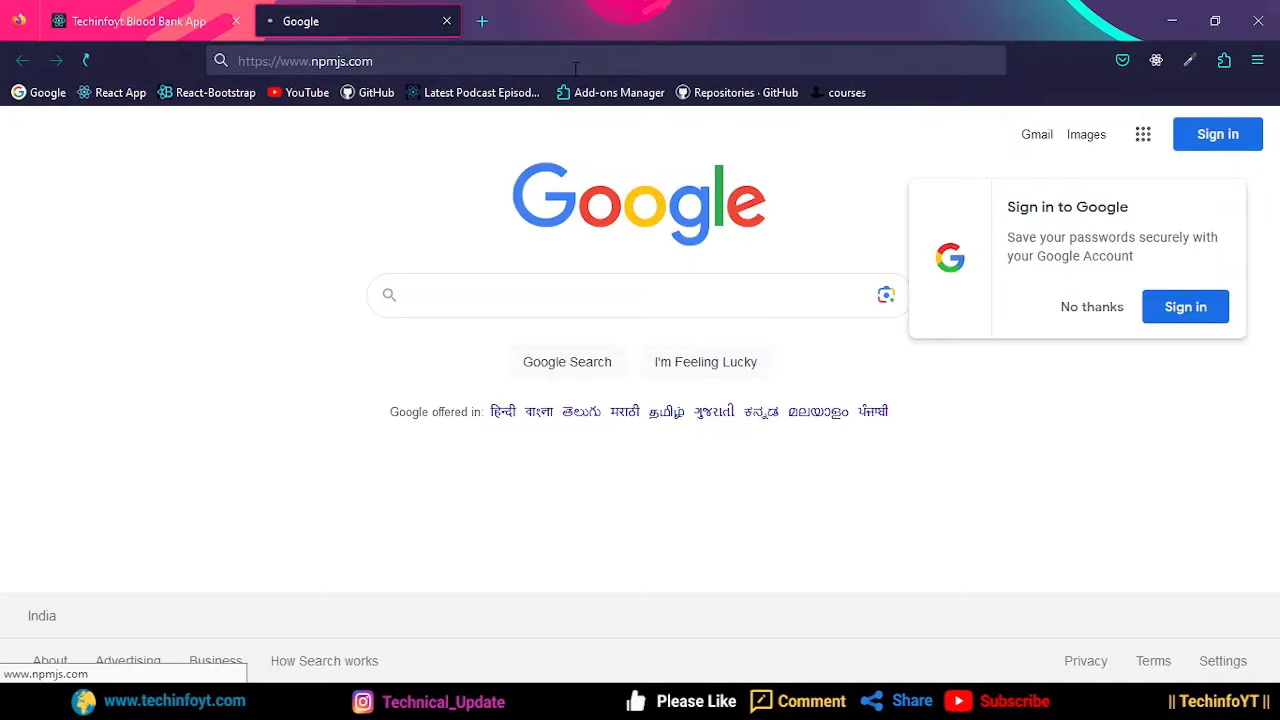 Techinfoyt Blood Bank App
Google
https://www.npmjs.com
Google React App React-Bootstrap YouTube GitHub Latest Podcast Episod... Add-ons Manager Repositories · GitHub courses
Gmail Images Sign in
Google
Sign in to Google
Save your passwords securely with
your Google Account
No thanks Sign in
Google Search I'm Feeling Lucky
Google offered in: हिन्दी বাংলা తెలుగు मराठी தமிழ் ગુજરાતી ಕನ್ನಡ മലയാളം ਪੰਜਾਬੀ
India
About Advertising Business How Search works Privacy Terms Settings
www.npmjs.com
www.techinfoyt.com Technical_Update Please Like Comment Share Subscribe || TechinfoYT ||